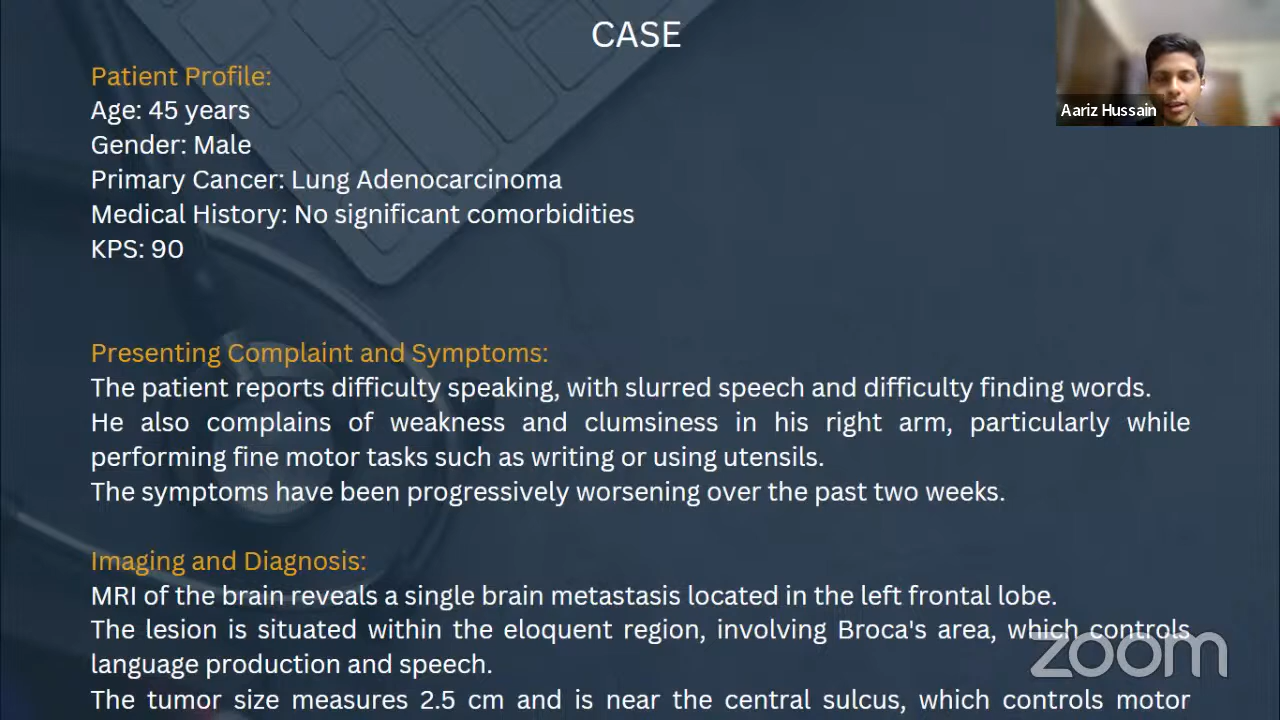 CASE
Aariz Hussain
Patient Profile:
Age: 45 years
Gender: Male
Primary Cancer: Lung Adenocarcinoma
Medical History: No significant comorbidities
KPS: 90
Presenting Complaint and Symptoms:
The patient reports difficulty speaking, with slurred speech and difficulty finding words.
He also complains of weakness and clumsiness in his right arm, particularly while
performing fine motor tasks such as writing or using utensils.
The symptoms have been progressively worsening over the past two weeks.
Imaging and Diagnosis:
MRI of the brain reveals a single brain metastasis located in the left frontal lobe.
The lesion is situated within the eloquent region, involving Broca's area, which controls
language production and speech.
The tumor size measures 2.5 cm and is near the central sulcus, which controls motor
zoom